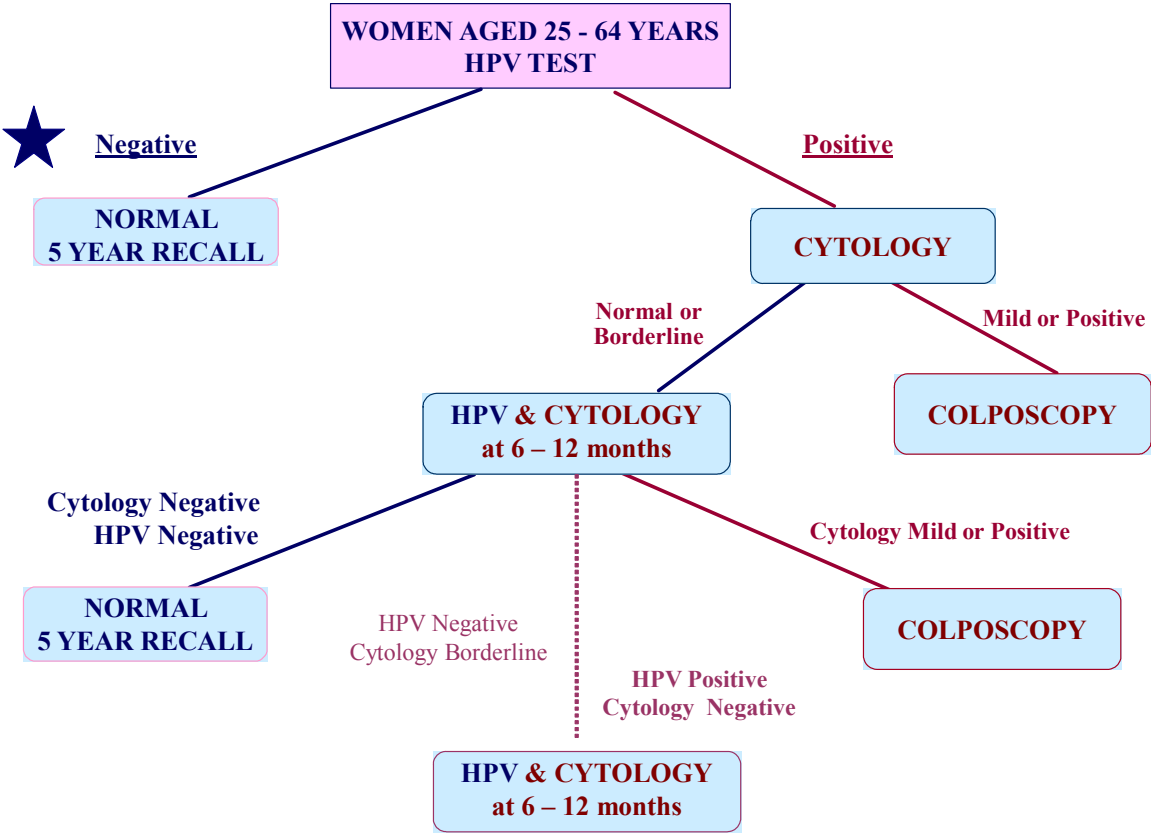 WOMEN AGED 25 - 64 YEARS
HPV TEST
Negative
Positive
NORMAL
5 YEAR RECALL
CYTOLOGY
Normal or
Borderline
Mild or Positive
HPV & CYTOLOGY
at 6 – 12 months
COLPOSCOPY
Cytology Negative
HPV Negative
Cytology Mild or Positive
NORMAL
5 YEAR RECALL
HPV Negative
Cytology Borderline
COLPOSCOPY
HPV Positive
Cytology Negative
HPV & CYTOLOGY
at 6 – 12 months